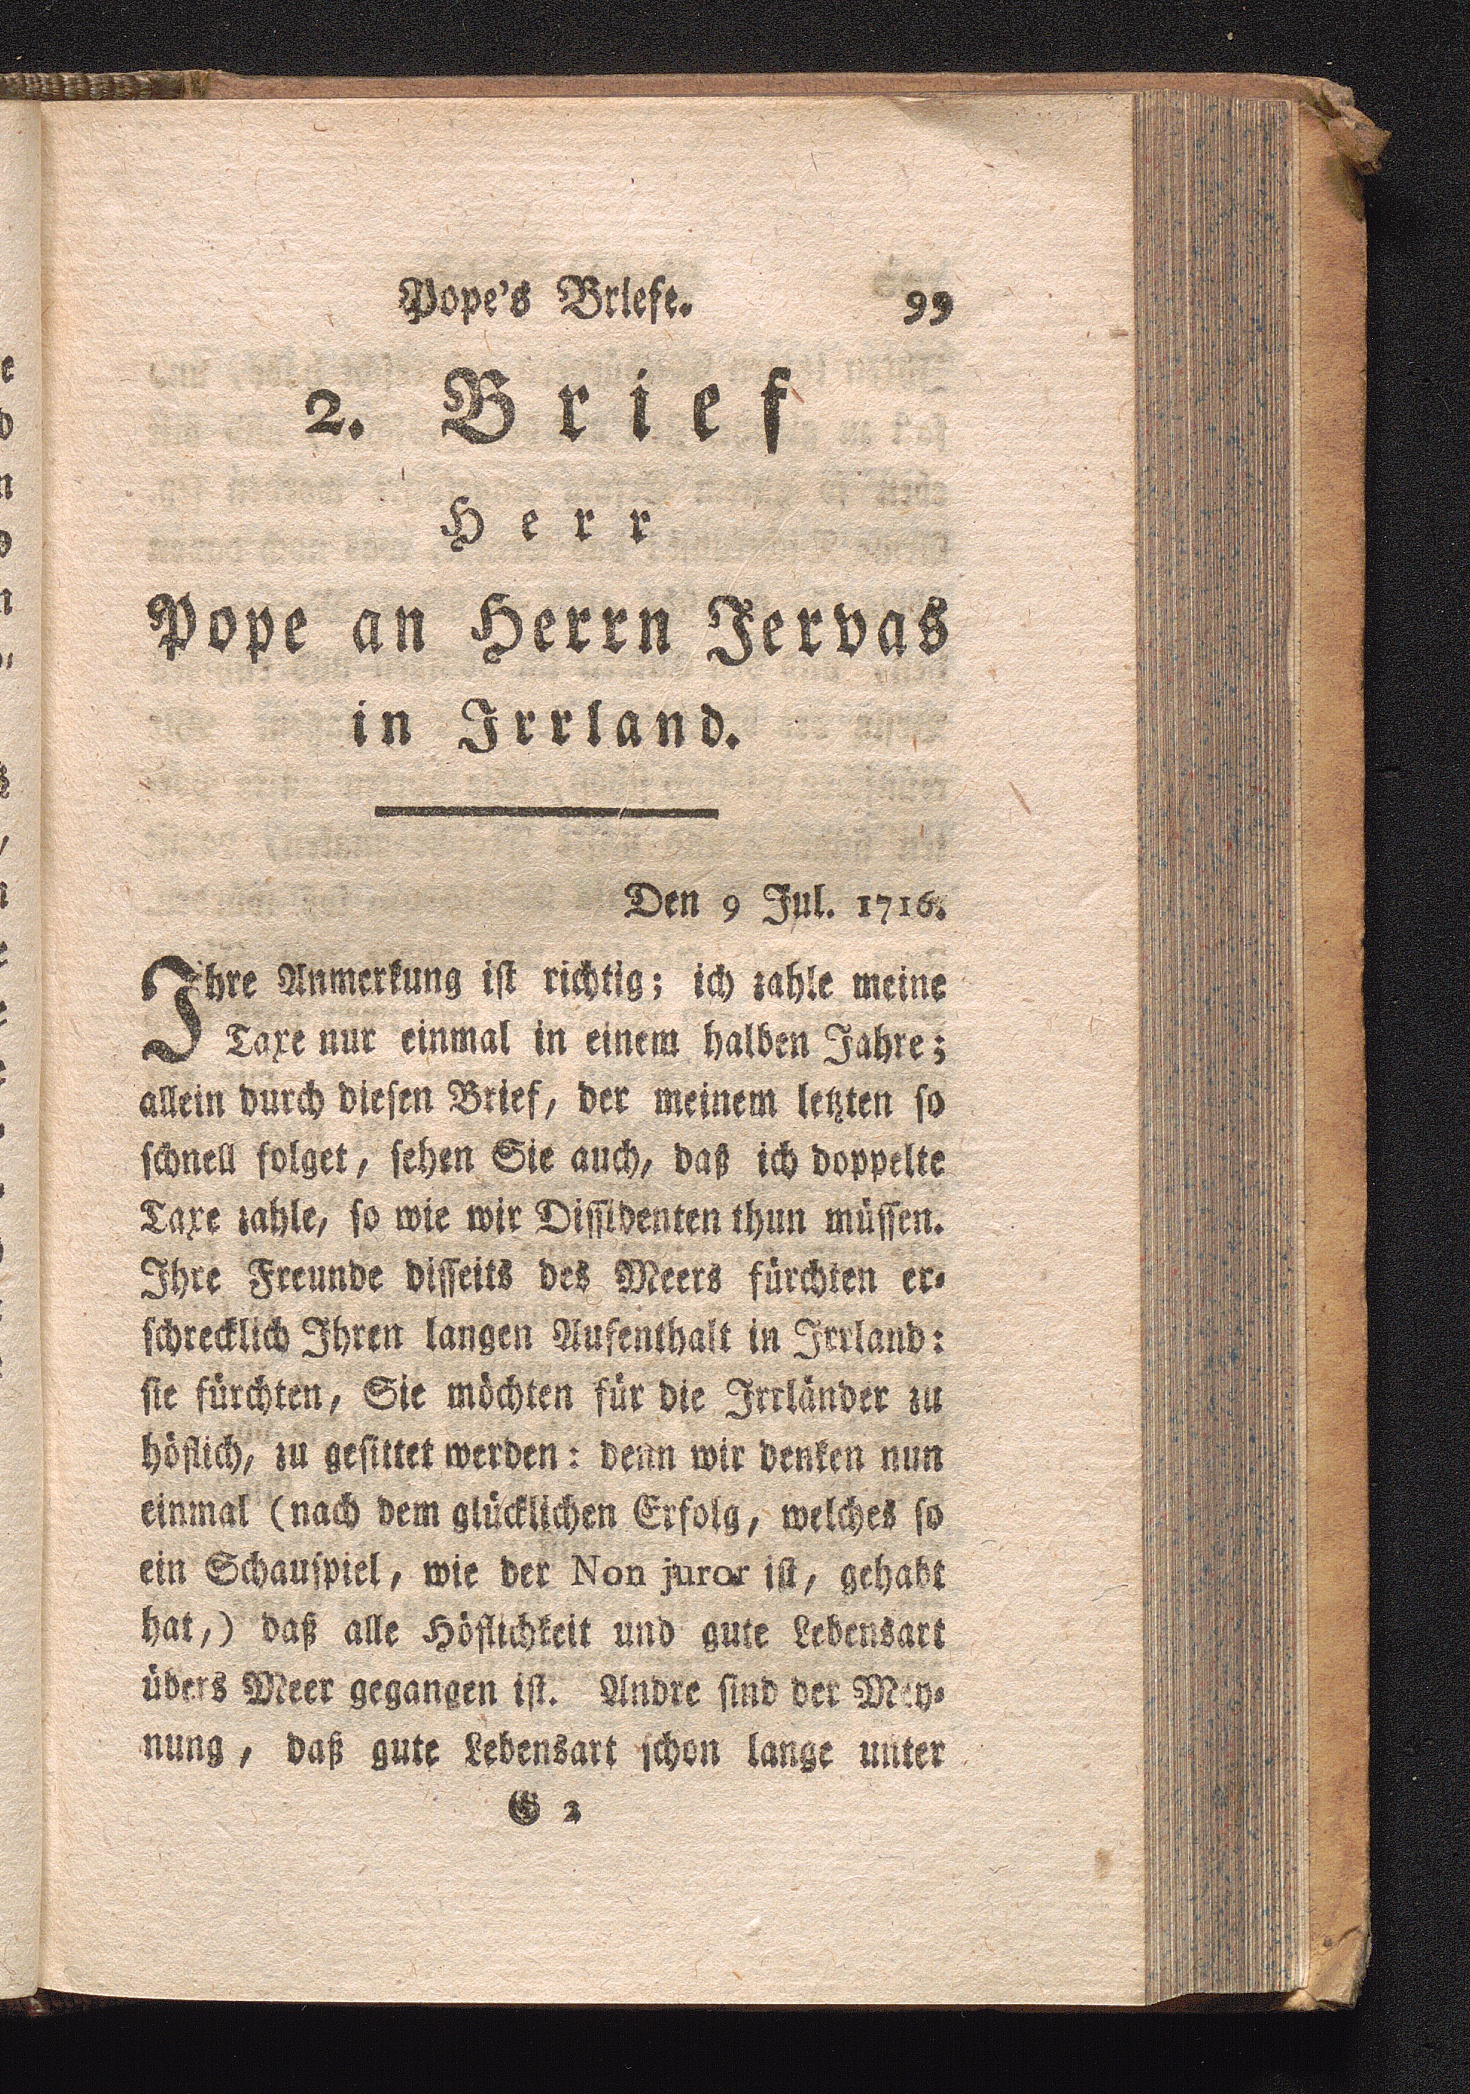 Pope's Briefe. 99
2. Brief
Herr
Pope an Herrn Jervas
in Irrland.
Den 9 Jul. 1716.
Ihre Anmerkung iſt richtig; ich zahle meine
Taxe nur einmal in einem halben Jahre;
allein durch dieſen Brief, der meinem letzten ſo
ſchnell folget, ſehen Sie auch, daß ich doppelte
Taxe zahle, ſo wie wir Diſſidenten thun müſſen.
Ihre Freunde diſſeits des Meers fürchten er-
ſchrecklich Ihren langen Aufenthalt in Irrland:
ſie fürchten, Sie möchten für die Irrländer zu
höflich, zu geſittet werden: denn wir denken nun
einmal (nach dem glücklichen Erfolg, welches ſo
ein Schauſpiel, wie der Non juror iſt, gehabt
hat,) daß alle Höflichkeit und gute Lebensart
übers Meer gegangen iſt. Andre ſind der Mey-
nung, daß gute Lebensart ſchon lange unter
G 2